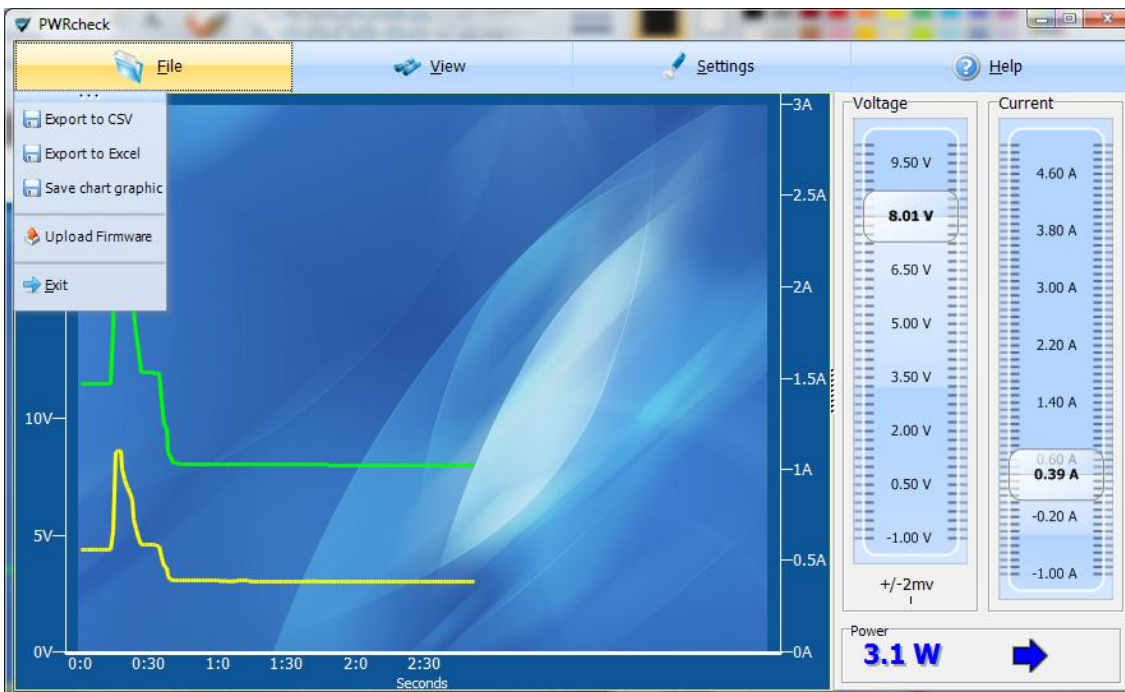 PWRcheck
File
View
Settings
Help
...
Export to CSV
Export to Excel
Save chart graphic
Upload Firmware
Exit
10V
5V
0V
3A
2.5A
2A
1.5A
1A
0.5A
0A
0:0 0:30 1:0 1:30 2:0 2:30
Seconds
Voltage
9.50 V
8.01 V
6.50 V
5.00 V
3.50 V
2.00 V
0.50 V
-1.00 V
+/-2mv
Current
4.60 A
3.80 A
3.00 A
2.20 A
1.40 A
0.60 A
0.39 A
-0.20 A
-1.00 A
Power
3.1 W